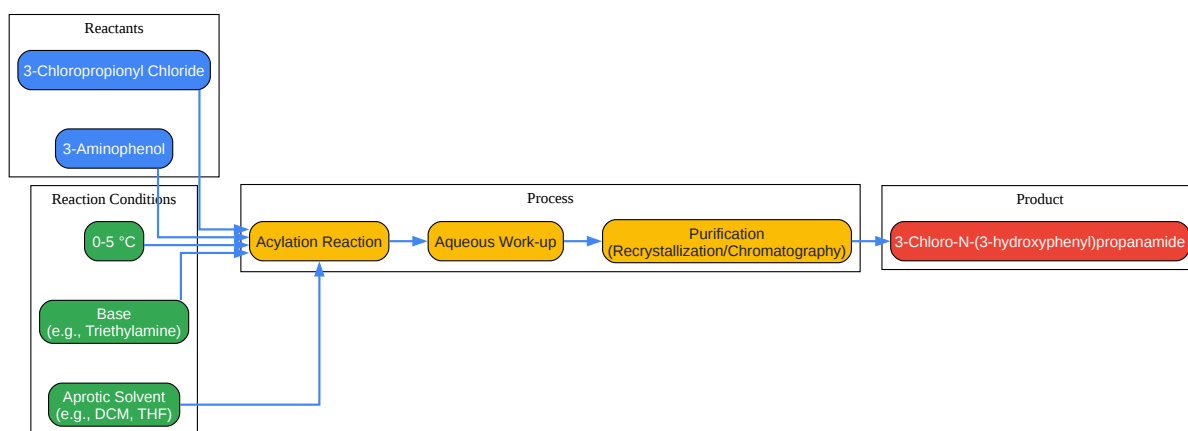 Reactants
3-Chloropropionyl Chloride
3-Aminophenol
Reaction Conditions
0-5 °C
Base
(e.g., Triethylamine)
Aprotic Solvent
(e.g., DCM, THF)
Process
Acylation Reaction
Aqueous Work-up
Purification
(Recrystallization/Chromatography)
Product
3-Chloro-N-(3-hydroxyphenyl)propanamide